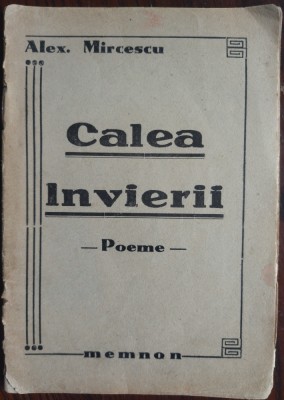 Alex. Mircescu
Calea
Invierii
— Poeme —
memnon